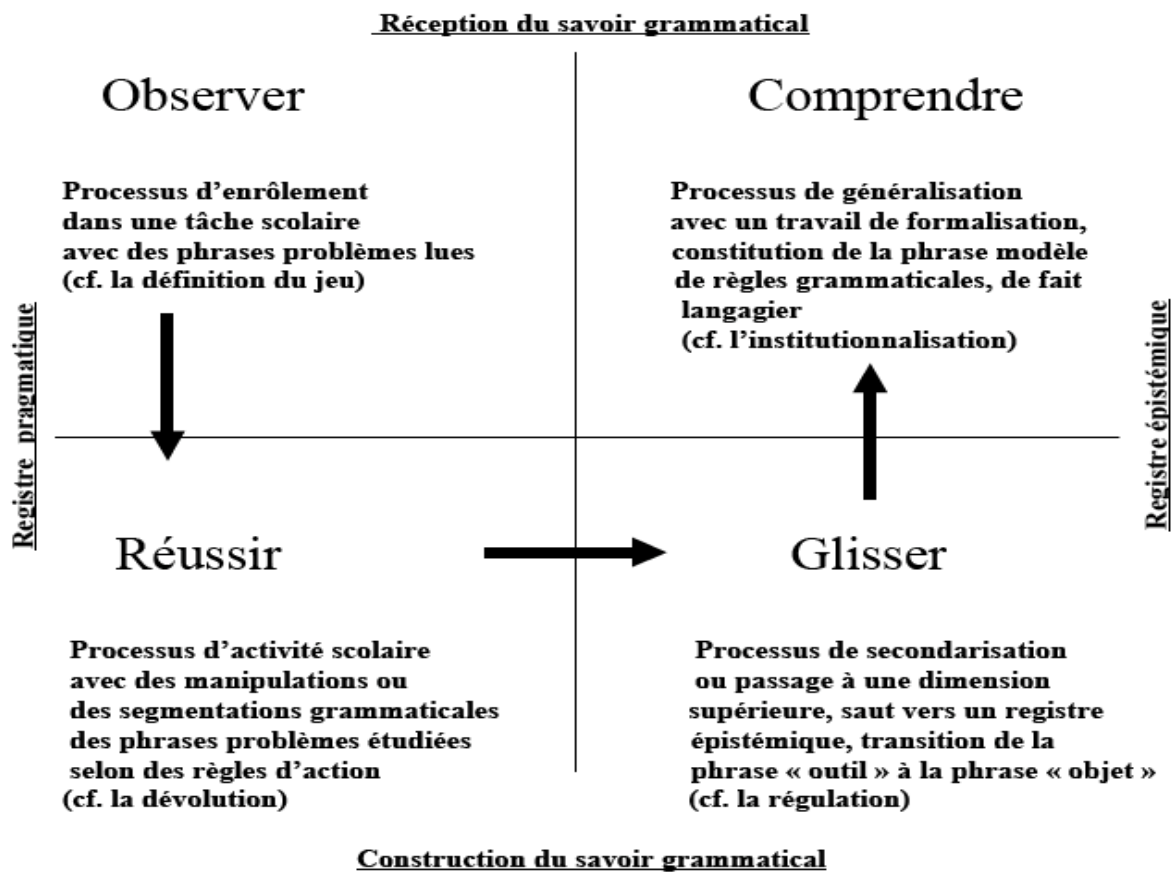 Réception du savoir grammatical
Observer
Processus d’enrôlement
dans une tâche scolaire
avec des phrases problèmes lues
(cf. la définition du jeu)
Comprendre
Processus de généralisation
avec un travail de formalisation,
constitution de la phrase modèle
de règles grammaticales, de fait
langagier
(cf. l’institutionnalisation)
Registre pragmatique
Registre épistémique
Réussir
Processus d’activité scolaire
avec des manipulations ou
des segmentations grammaticales
des phrases problèmes étudiées
selon des règles d’action
(cf. la dévolution)
Glisser
Processus de secondarisation
ou passage à une dimension
supérieure, saut vers un registre
épistémique, transition de la
phrase « outil » à la phrase « objet »
(cf. la régulation)
Construction du savoir grammatical